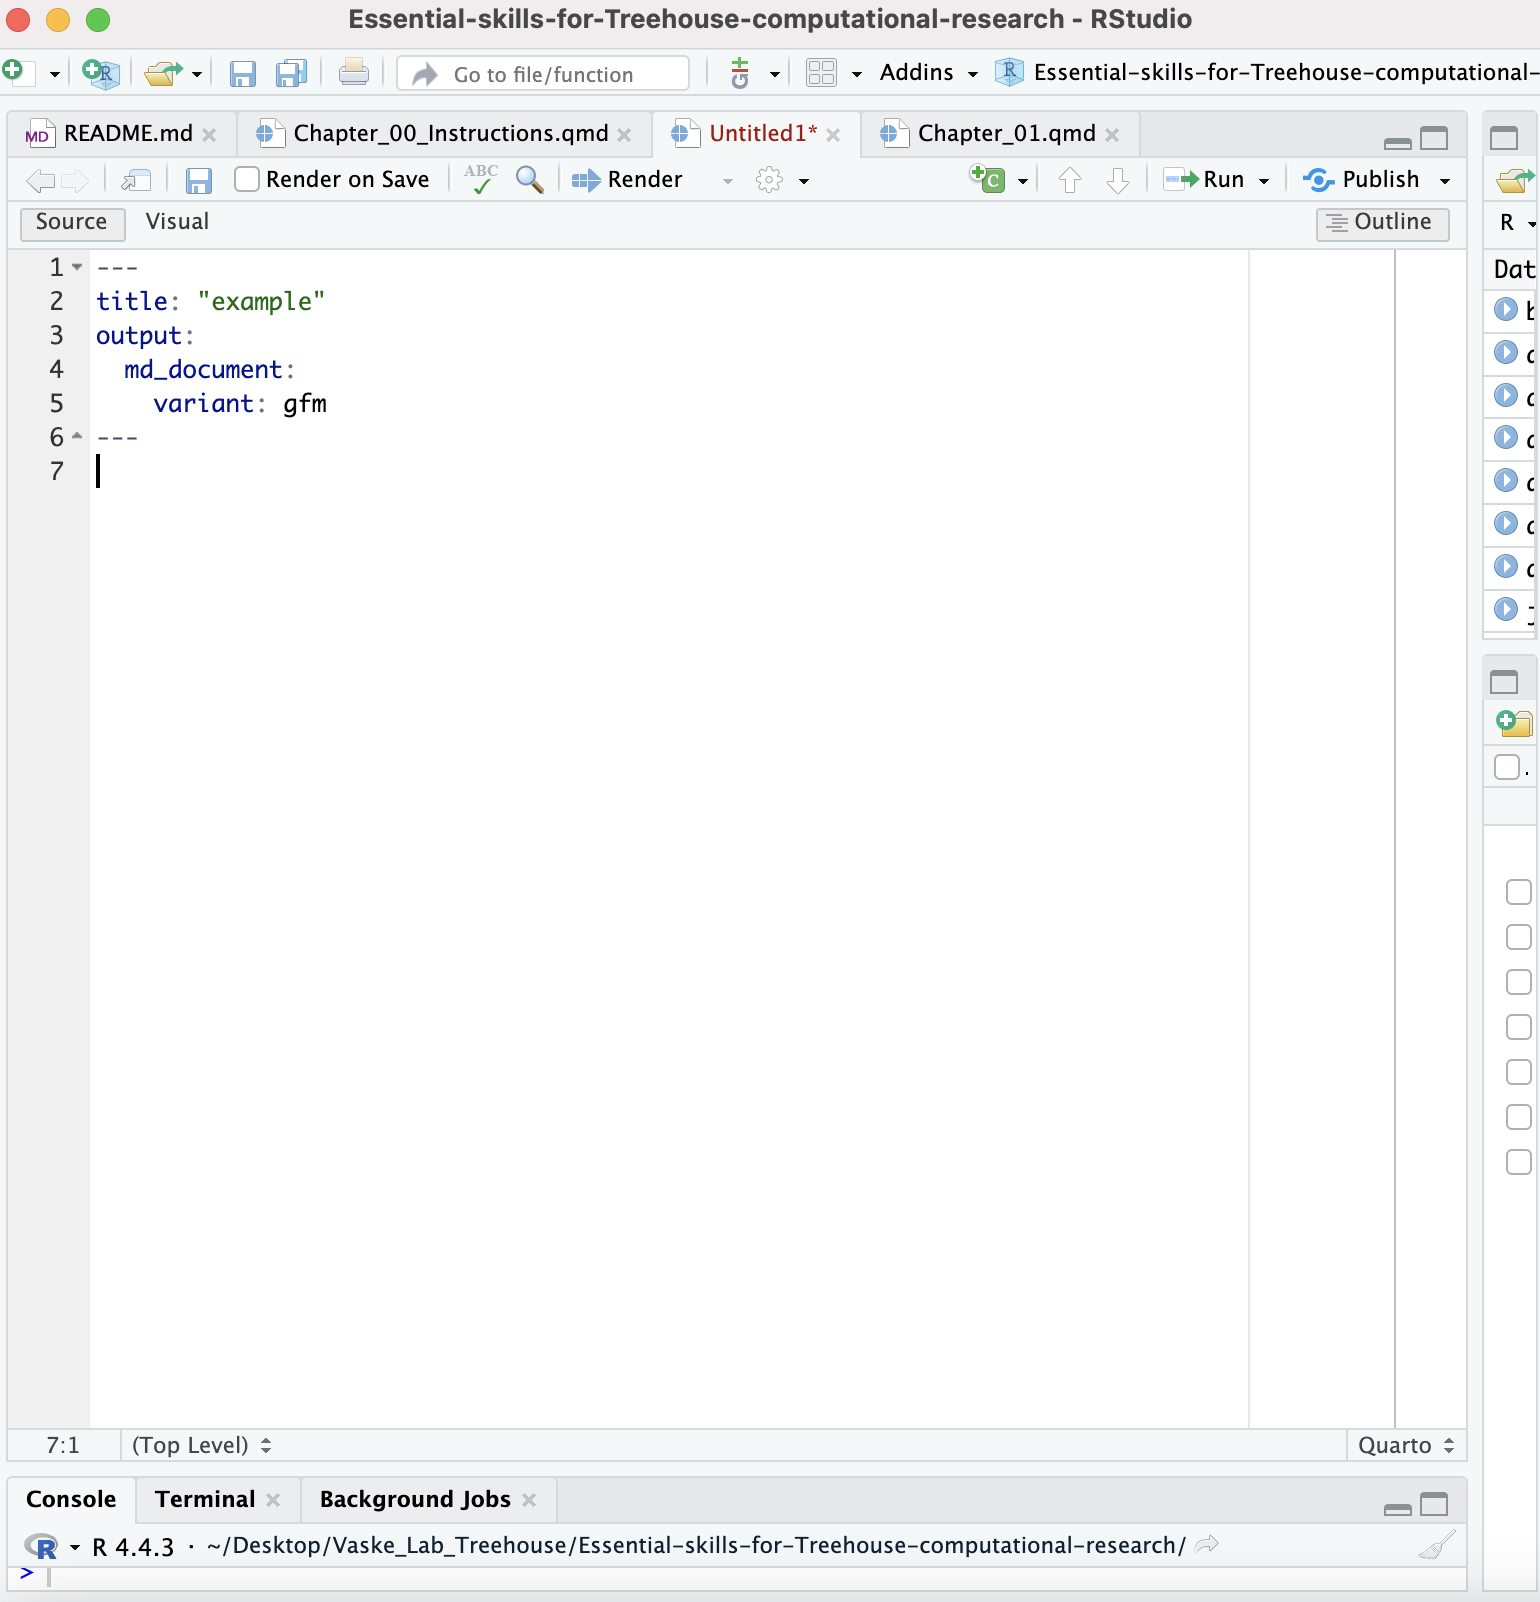 Essential-skills-for-Treehouse-computational-research - RStudio
Go to file/function
Addins
Essential-skills-for-Treehouse-computational-
MD README.md
Chapter_00_Instructions.qmd
Untitled1*
Chapter_01.qmd
Render on Save
ABC
Render
Run
Publish
Source
Visual
Outline
R
Dat
1 ---
2 title: "example"
3 output:
4 md_document:
5 variant: gfm
6 ---
7
7:1
(Top Level)
Quarto
Console
Terminal
Background Jobs
R 4.4.3 · ~/Desktop/Vaske_Lab_Treehouse/Essential-skills-for-Treehouse-computational-research/
>